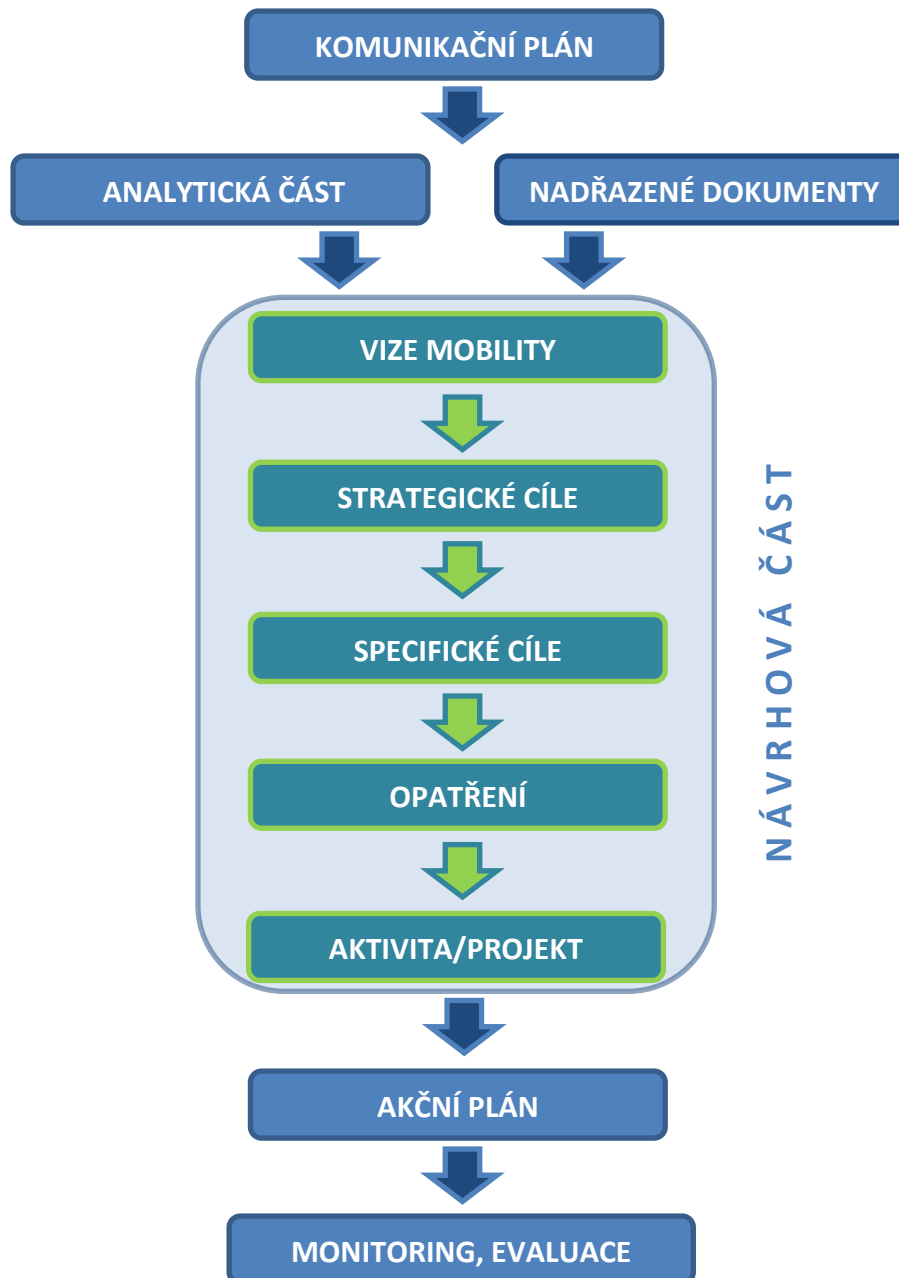 KOMUNIKAČNÍ PLÁN
ANALYTICKÁ ČÁST
NADŘAZENÉ DOKUMENTY
VIZE MOBILITY
STRATEGICKÉ CÍLE
SPECIFICKÉ CÍLE
OPATŘENÍ
AKTIVITA/PROJEKT
NÁVRHOVÁ ČÁST
AKČNÍ PLÁN
MONITORING, EVALUACE